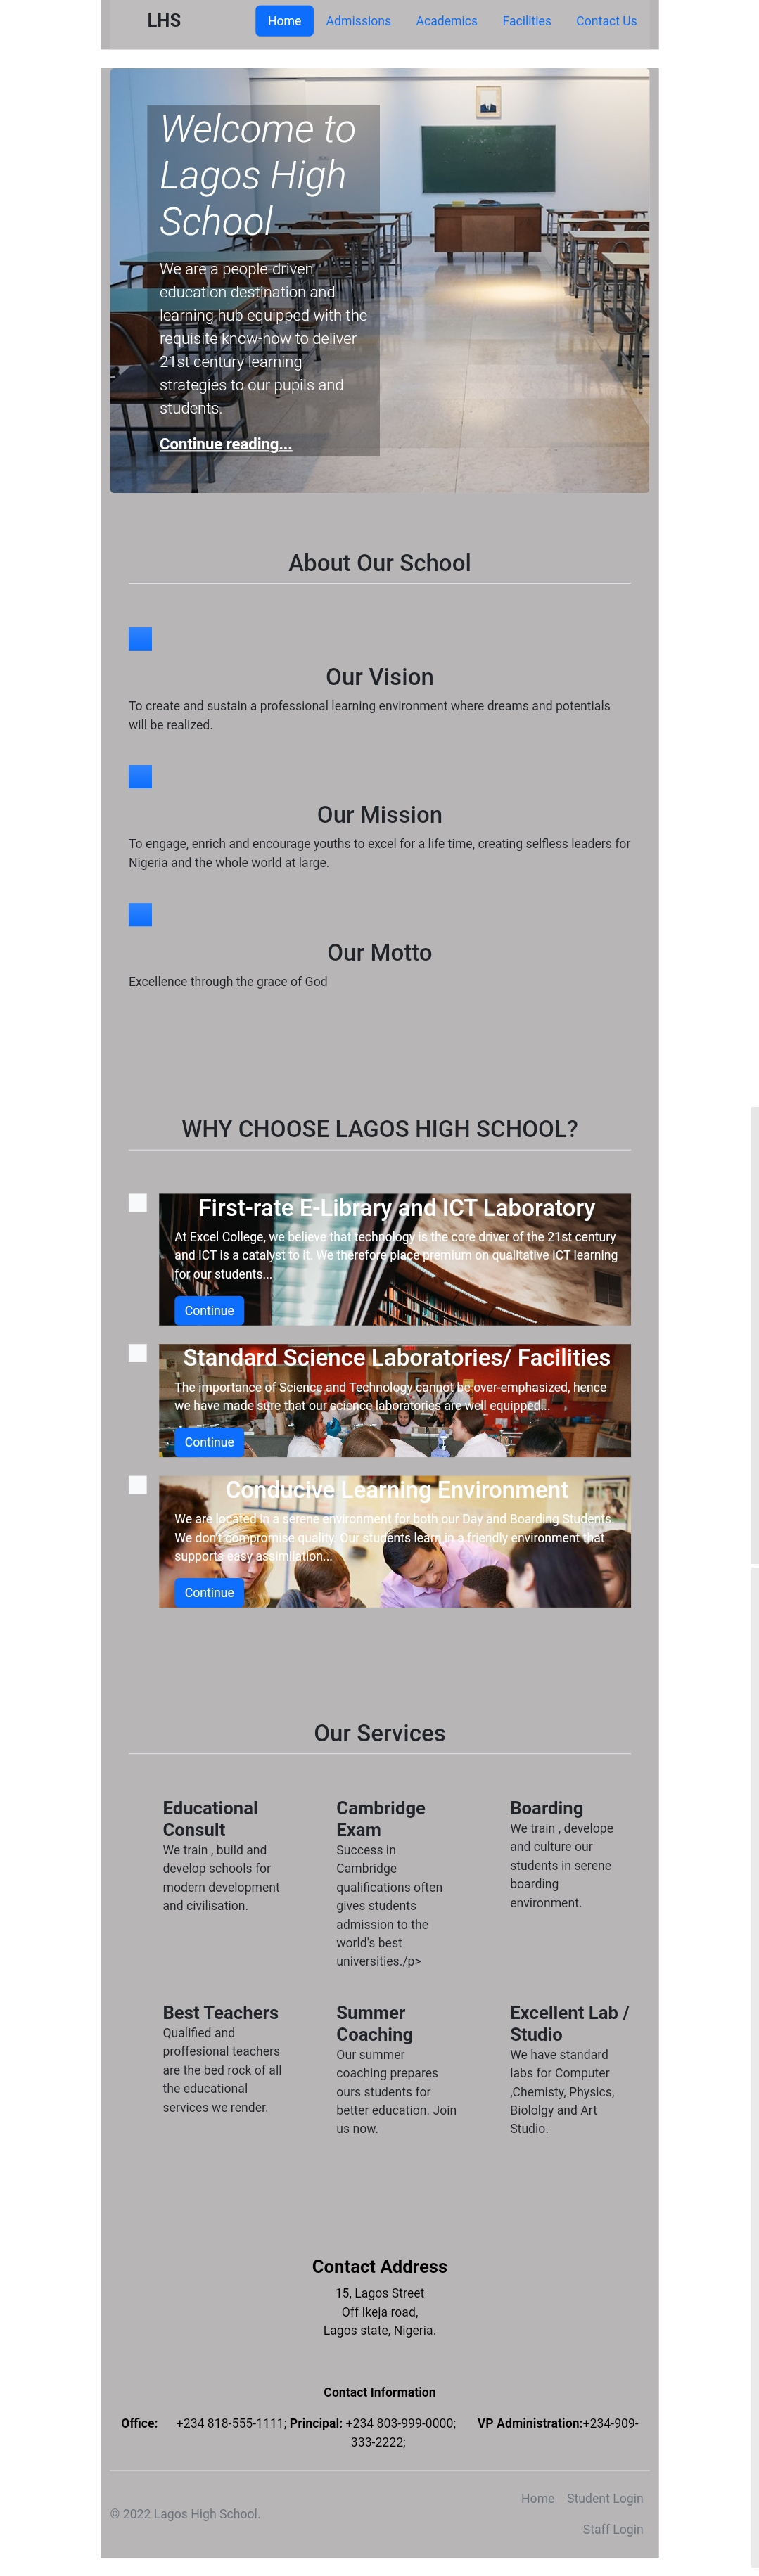 LHS
Home Admissions Academics Facilities Contact Us
Welcome to
Lagos High
School
We are a people-driven
education destination and
learning hub equipped with the
requisite know-how to deliver
21st century learning
strategies to our pupils and
students.
Continue reading...
About Our School
Our Vision
To create and sustain a professional learning environment where dreams and potentials
will be realized.
Our Mission
To engage, enrich and encourage youths to excel for a life time, creating selfless leaders for
Nigeria and the whole world at large.
Our Motto
Excellence through the grace of God
WHY CHOOSE LAGOS HIGH SCHOOL?
First-rate E-Library and ICT Laboratory
At Excel College, we believe that technology is the core driver of the 21st century
and ICT is a catalyst to it. We therefore place premium on qualitative ICT learning
for our students...
Continue
Standard Science Laboratories/ Facilities
The importance of Science and Technology cannot be over-emphasized, hence
we have made sure that our science laboratories are well equipped...
Continue
Conducive Learning Environment
We are located in a serene environment for both our Day and Boarding Students.
We don't compromise quality. Our students learn in a friendly environment that
supports easy assimilation...
Continue
Our Services
Educational
Consult
We train , build and
develop schools for
modern development
and civilisation.
Cambridge
Exam
Success in
Cambridge
qualifications often
gives students
admission to the
world's best
universities./p>
Boarding
We train , develope
and culture our
students in serene
boarding
environment.
Best Teachers
Qualified and
proffesional teachers
are the bed rock of all
the educational
services we render.
Summer
Coaching
Our summer
coaching prepares
ours students for
better education. Join
us now.
Excellent Lab /
Studio
We have standard
labs for Computer
,Chemisty, Physics,
Biololgy and Art
Studio.
Contact Address
15, Lagos Street
Off Ikeja road,
Lagos state, Nigeria.
Contact Information
Office: +234 818-555-1111; Principal: +234 803-999-0000; VP Administration:+234-909-
333-2222;
© 2022 Lagos High School.
Home Student Login
Staff Login